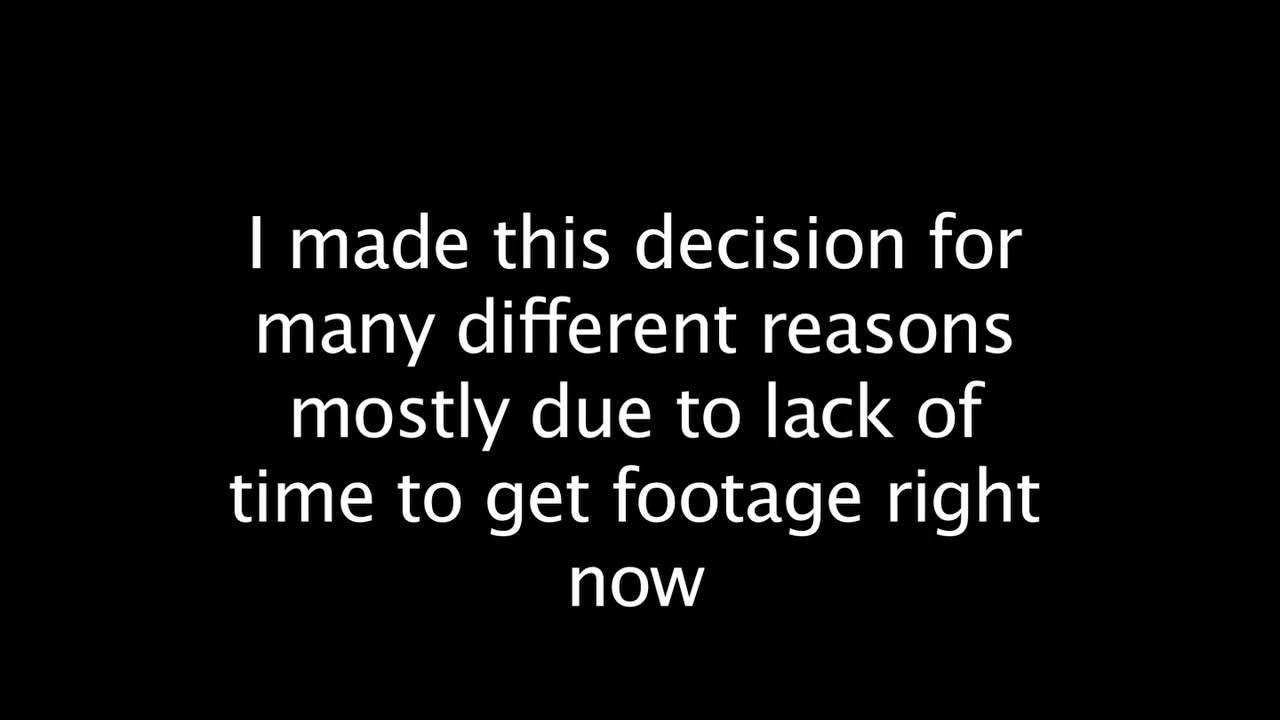 I made this decision for
many different reasons
mostly due to lack of
time to get footage right
now